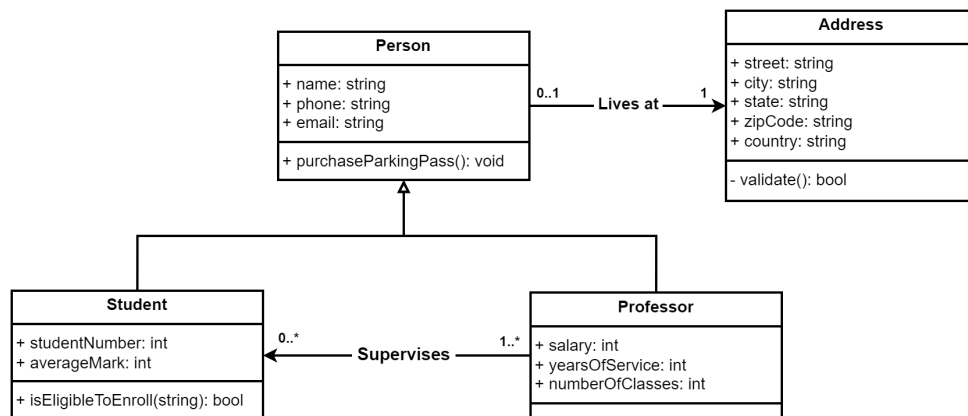 Person
+ name: string
+ phone: string
+ email: string
+ purchaseParkingPass(): void
0..1
Lives at
1
Address
+ street: string
+ city: string
+ state: string
+ zipCode: string
+ country: string
- validate(): bool
Student
+ studentNumber: int
+ averageMark: int
+ isEligibleToEnroll(string): bool
0..*
Supervises
1..*
Professor
+ salary: int
+ yearsOfService: int
+ numberOfClasses: int